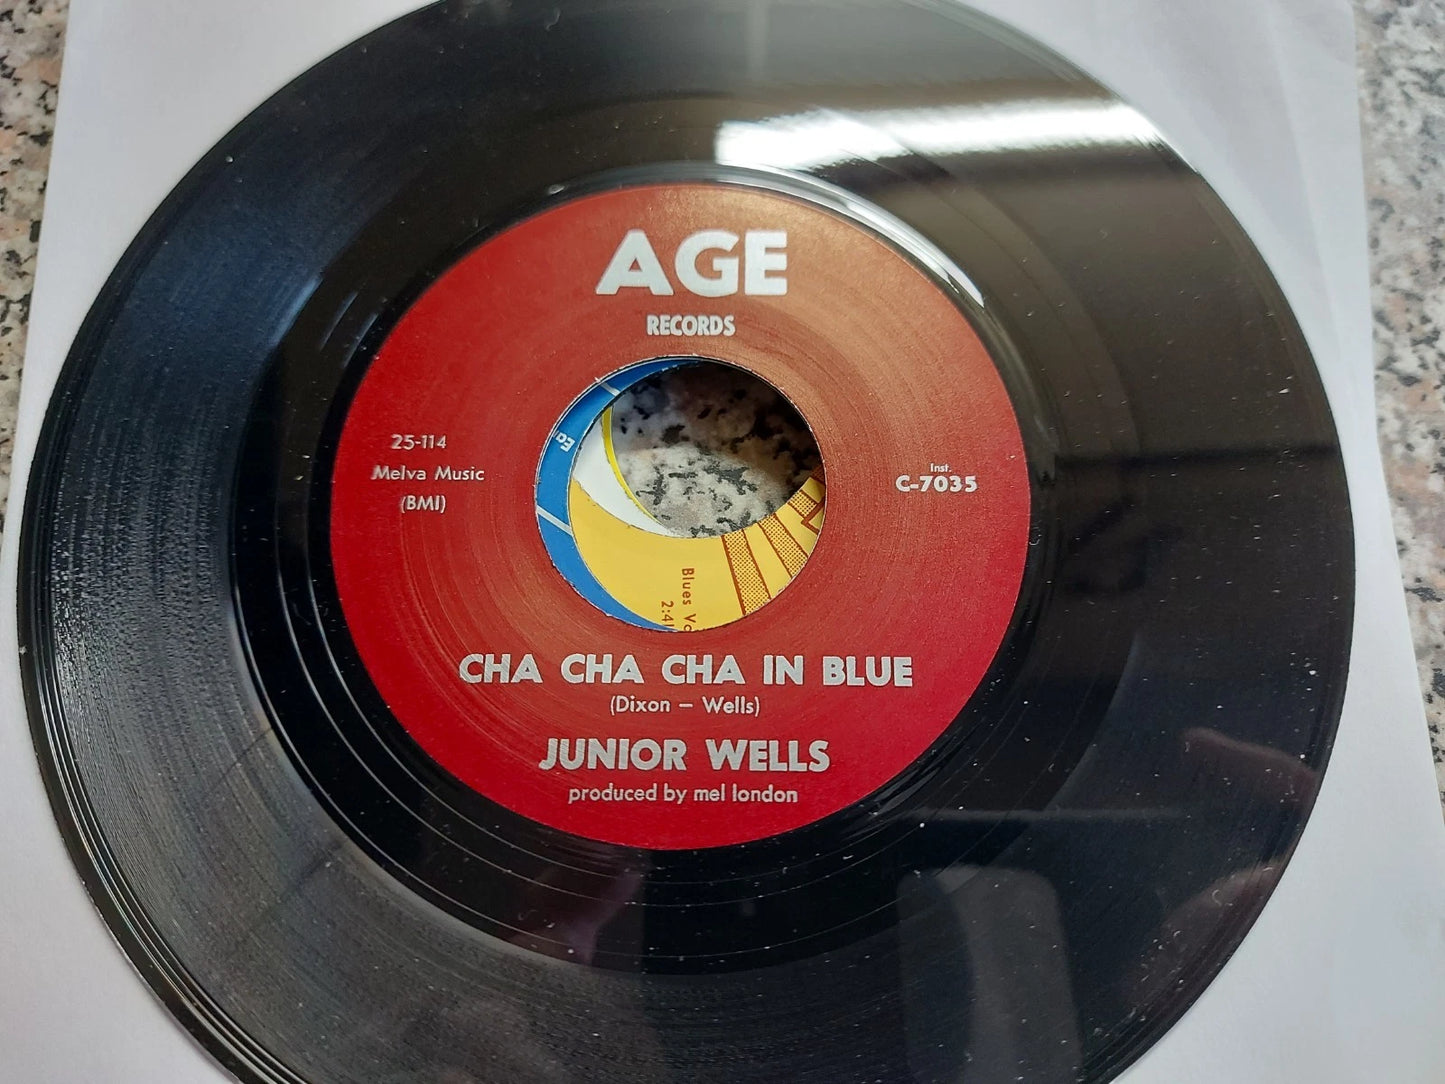 AGE
RECORDS
25-114
Melva Music
(BMI)
Inst.
C-7035
Blues
CHA CHA CHA IN BLUE
(Dixon – Wells)
JUNIOR WELLS
produced by mel london